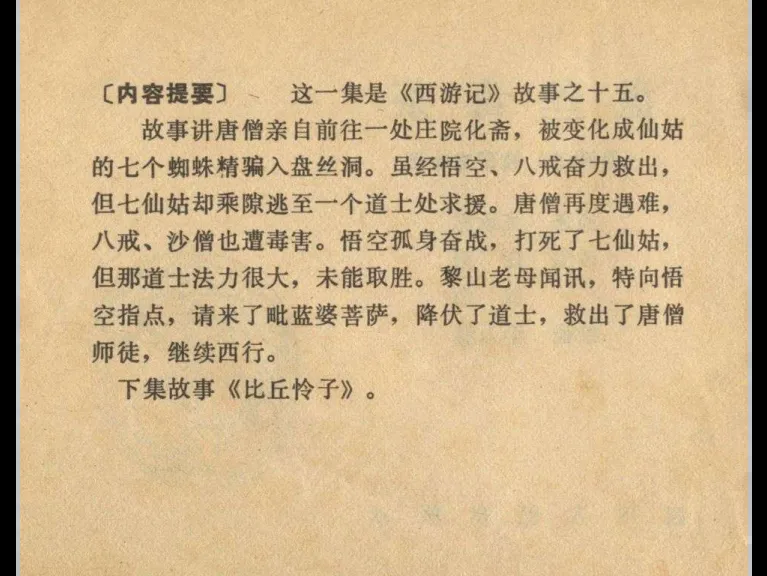 〔内容提要〕 这一集是《西游记》故事之十五。
故事讲唐僧亲自前往一处庄院化斋，被变化成仙姑
的七个蜘蛛精骗入盘丝洞。虽经悟空、八戒奋力救出，
但七仙姑却乘隙逃至一个道士处求援。唐僧再度遇难，
八戒、沙僧也遭毒害。悟空孤身奋战，打死了七仙姑，
但那道士法力很大，未能取胜。黎山老母闻讯，特向悟
空指点，请来了毗蓝婆菩萨，降伏了道士，救出了唐僧
师徒，继续西行。
下集故事《比丘怜子》。